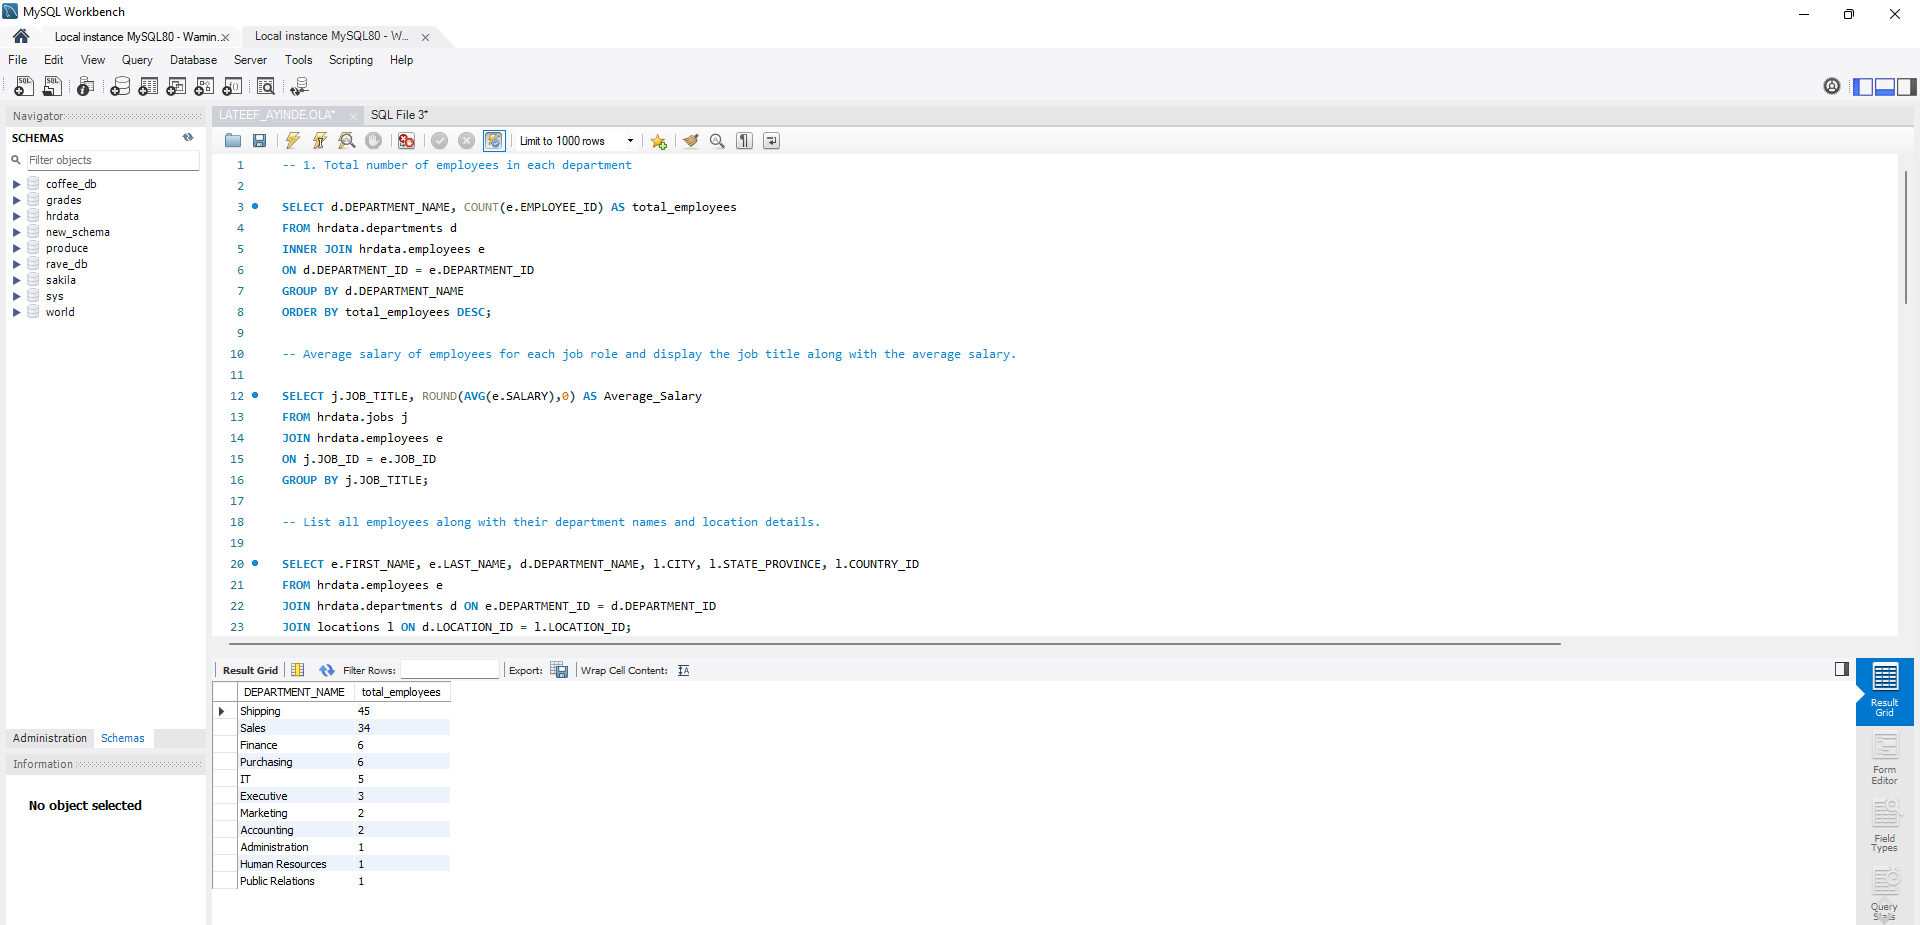 MySQL Workbench
Local instance MySQL80 - Warnin...
Local instance MySQL80 - W...
File Edit View Query Database Server Tools Scripting Help
Navigator
LATEEF_AYINDE.OLA*
SQL File 3*
SCHEMAS
Limit to 1000 rows
Filter objects
coffee_db
grades
hrdata
new_schema
produce
rave_db
sakila
sys
world
1 -- 1. Total number of employees in each department
2
3 SELECT d.DEPARTMENT_NAME, COUNT(e.EMPLOYEE_ID) AS total_employees
4 FROM hrdata.departments d
5 INNER JOIN hrdata.employees e
6 ON d.DEPARTMENT_ID = e.DEPARTMENT_ID
7 GROUP BY d.DEPARTMENT_NAME
8 ORDER BY total_employees DESC;
9
10 -- Average salary of employees for each job role and display the job title along with the average salary.
11
12 SELECT j.JOB_TITLE, ROUND(AVG(e.SALARY),0) AS Average_Salary
13 FROM hrdata.jobs j
14 JOIN hrdata.employees e
15 ON j.JOB_ID = e.JOB_ID
16 GROUP BY j.JOB_TITLE;
17
18 -- List all employees along with their department names and location details.
19
20 SELECT e.FIRST_NAME, e.LAST_NAME, d.DEPARTMENT_NAME, l.CITY, l.STATE_PROVINCE, l.COUNTRY_ID
21 FROM hrdata.employees e
22 JOIN hrdata.departments d ON e.DEPARTMENT_ID = d.DEPARTMENT_ID
23 JOIN locations l ON d.LOCATION_ID = l.LOCATION_ID;
Administration Schemas
Information
No object selected
Result Grid Filter Rows: Export: Wrap Cell Content:
DEPARTMENT_NAME total_employees
Shipping 45
Sales 34
Finance 6
Purchasing 6
IT 5
Executive 3
Marketing 2
Accounting 2
Administration 1
Human Resources 1
Public Relations 1
Result
Grid
Form
Editor
Field
Types
Query
Stats